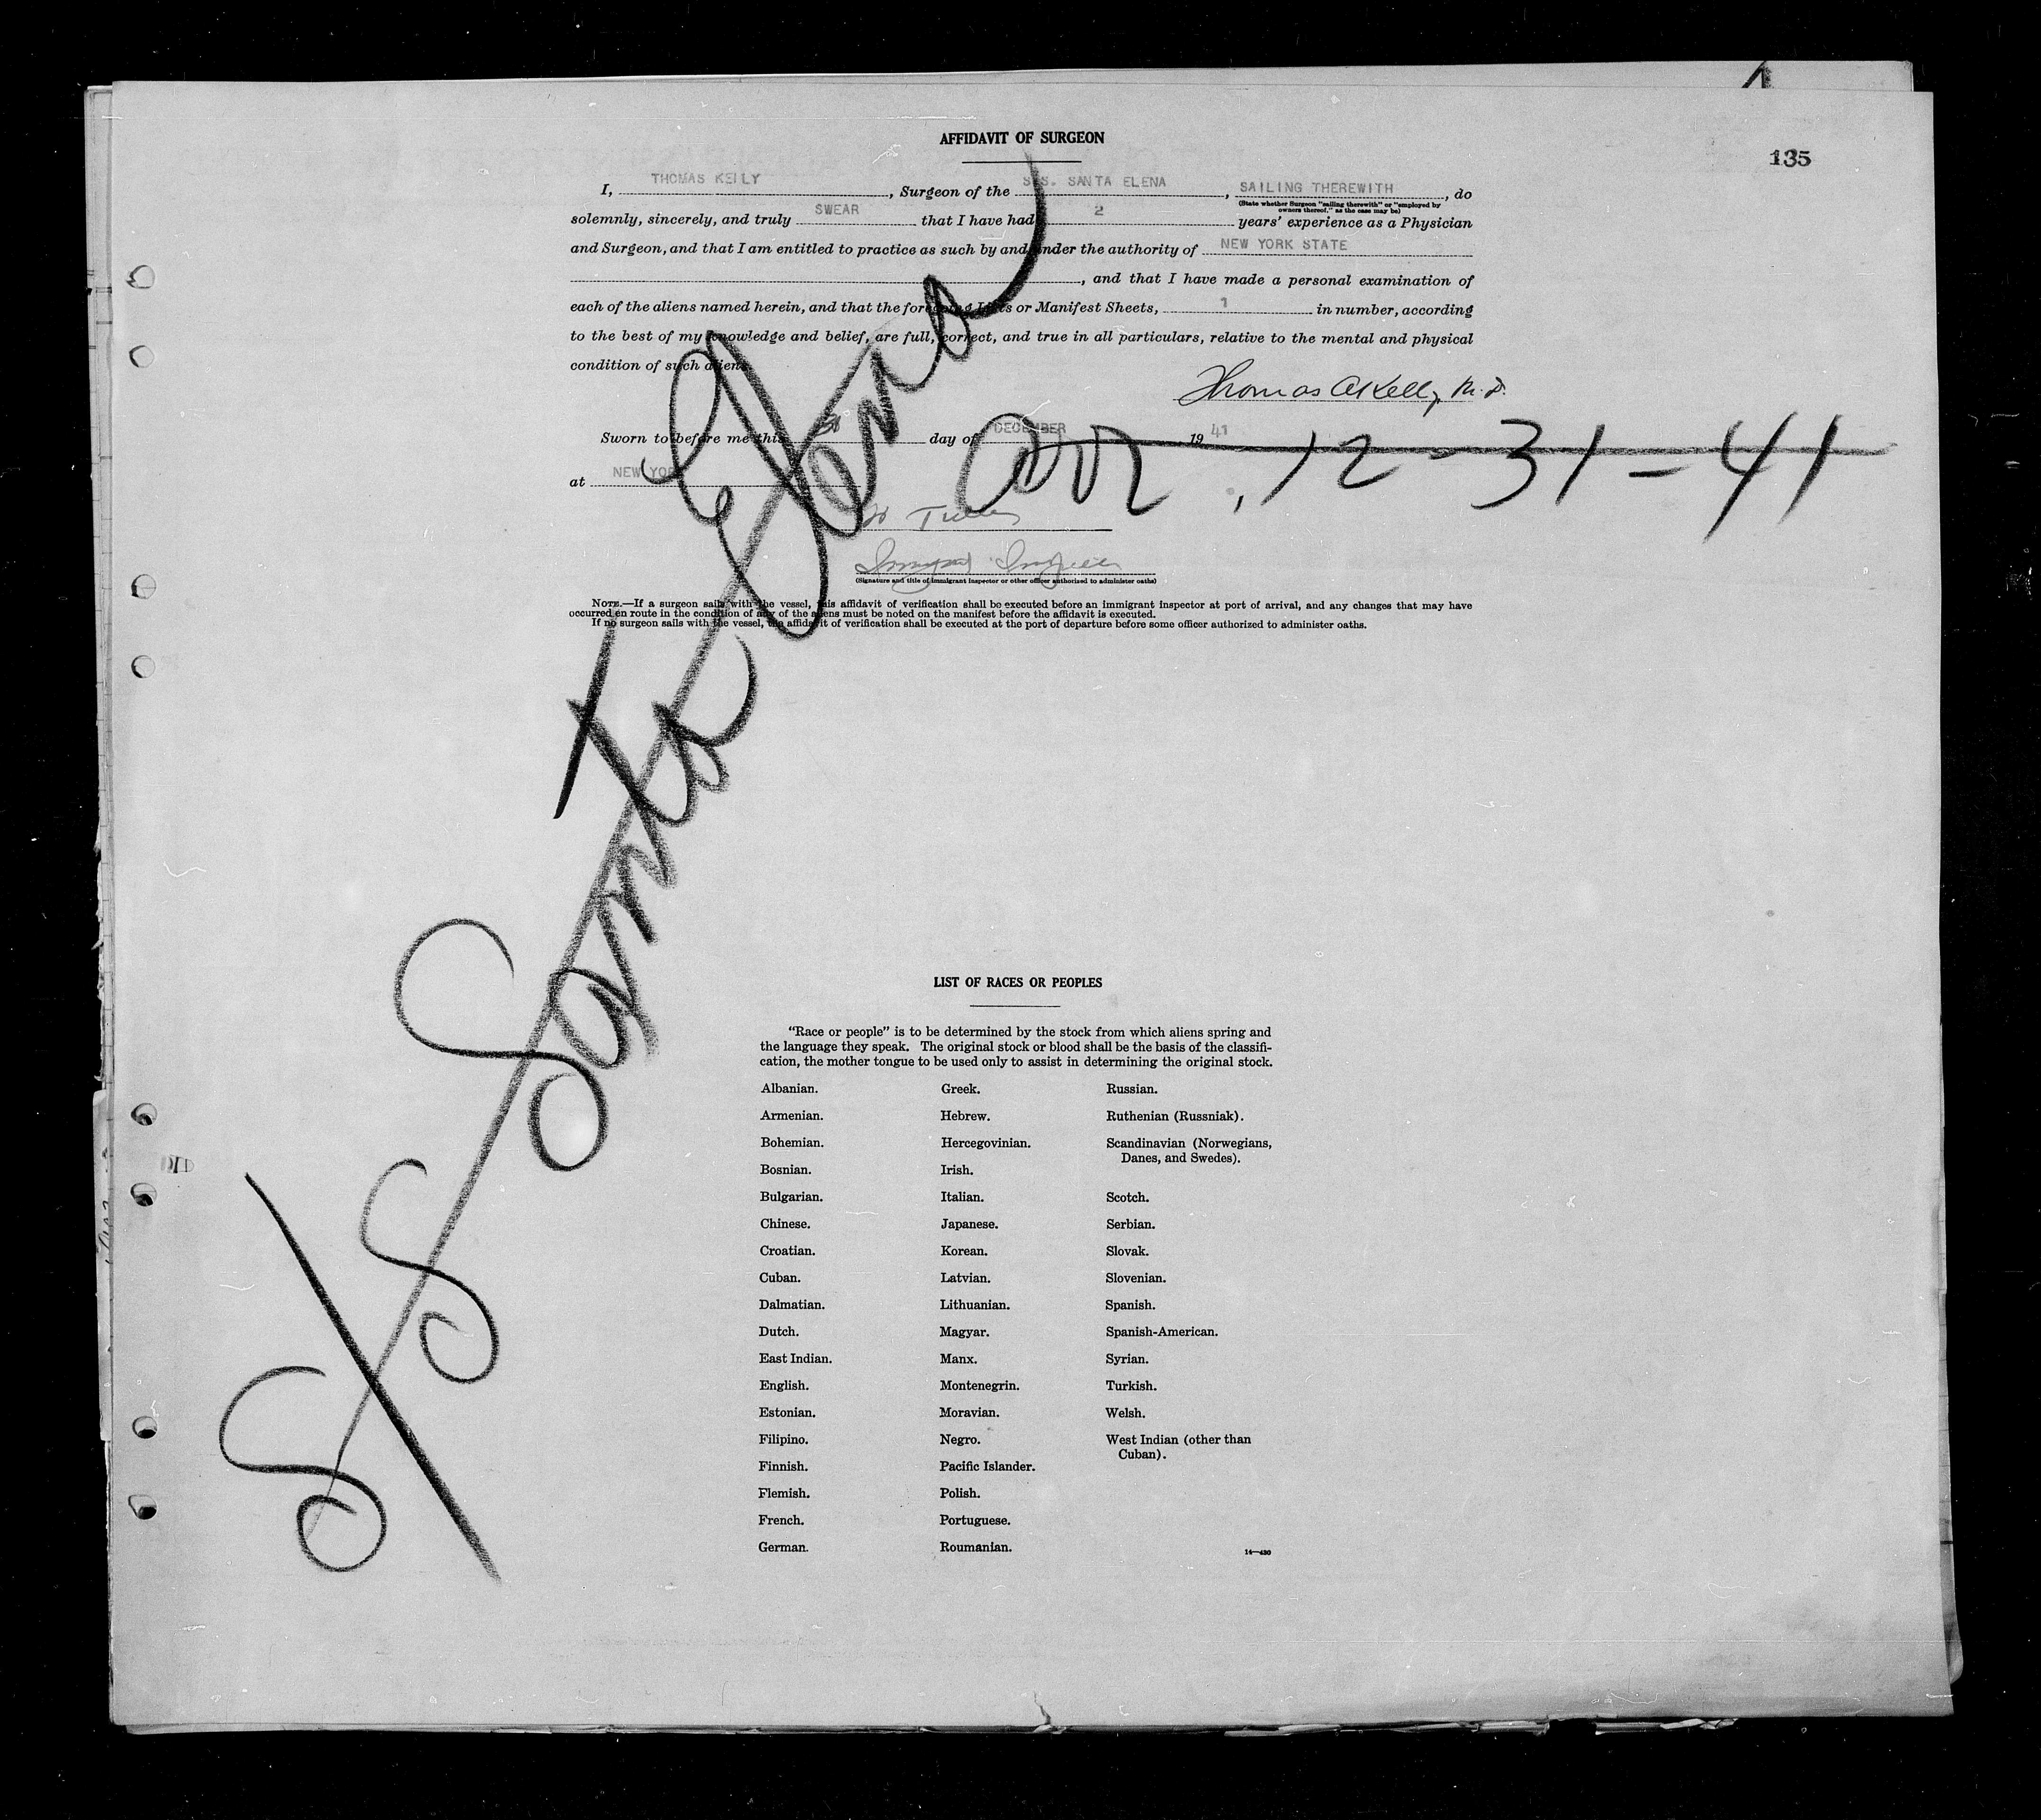 AFFIDAVIT OF SURGEON
135
I, THOMAS KELLY, Surgeon of the S.S. SANTA ELENA, SAILING THEREWITH, do
(State whether Surgeon "sailing therewith" or "employed by
owners thereof," as the case may be)
solemnly, sincerely, and truly SWEAR that I have had 2 years' experience as a Physician
and Surgeon, and that I am entitled to practice as such by and under the authority of NEW YORK STATE
, and that I have made a personal examination of
each of the aliens named herein, and that the foregoing Lists or Manifest Sheets, 1 in number, according
to the best of my knowledge and belief, are full, correct, and true in all particulars, relative to the mental and physical
condition of such aliens.
Thomas A Kelly, M.D.
Sworn to before me this day of DECEMBER 1941
arr. 12-31-41
at NEW YORK
Immigrant Inspector
(Signature and title of immigrant inspector or other officer authorized to administer oaths)
NOTE.—If a surgeon sails with the vessel, this affidavit of verification shall be executed before an immigrant inspector at port of arrival, and any changes that may have
occurred en route in the condition of any of the aliens must be noted on the manifest before the affidavit is executed.
If no surgeon sails with the vessel, the affidavit of verification shall be executed at the port of departure before some officer authorized to administer oaths.
S/S Santa Elena
LIST OF RACES OR PEOPLES
"Race or people" is to be determined by the stock from which aliens spring and
the language they speak. The original stock or blood shall be the basis of the classifi-
cation, the mother tongue to be used only to assist in determining the original stock.
Albanian.
Armenian.
Bohemian.
Bosnian.
Bulgarian.
Chinese.
Croatian.
Cuban.
Dalmatian.
Dutch.
East Indian.
English.
Estonian.
Filipino.
Finnish.
Flemish.
French.
German.
Greek.
Hebrew.
Hercegovinian.
Irish.
Italian.
Japanese.
Korean.
Latvian.
Lithuanian.
Magyar.
Manx.
Montenegrin.
Moravian.
Negro.
Pacific Islander.
Polish.
Portuguese.
Roumanian.
Russian.
Ruthenian (Russniak).
Scandinavian (Norwegians,
Danes, and Swedes).
Scotch.
Serbian.
Slovak.
Slovenian.
Spanish.
Spanish-American.
Syrian.
Turkish.
Welsh.
West Indian (other than
Cuban).
14—430